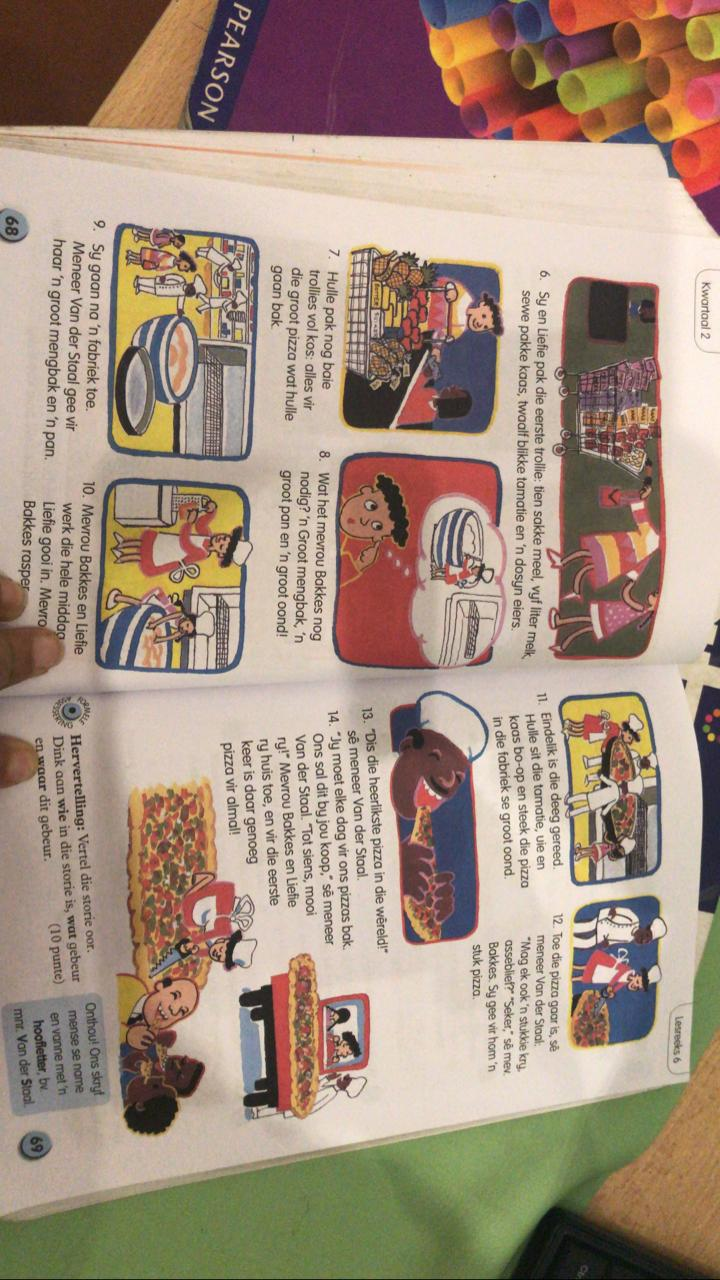 PEARSON
Kwartaal 2
6. Sy en Liefie pak die eerste trollie: tien sakke meel, vyf liter melk,
sewe pakke kaas, twaalf blikke tamatie en 'n dosyn eiers.
7. Hulle pak nog baie
trollies vol kos: alles vir
die groot pizza wat hulle
gaan bak.
8. Wat het mevrou Bakkes nog
nodig? 'n Groot mengbak, 'n
groot pan en 'n groot oond!
9. Sy gaan na 'n fabriek toe.
Meneer Van der Staal gee vir
haar 'n groot mengbak en 'n pan.
10. Mevrou Bakkes en Liefie
werk die hele middag
Liefie gooi in. Mevro
Bakkes rasper
68
Lesreeks 6
11. Eindelik is die deeg gereed.
Hulle sit die tamatie, uie en
kaas bo-op en steek die pizza
in die fabriek se groot oond.
12. Toe die pizza gaar is, sê
meneer Van der Staal:
"Mag ek ook 'n stukkie kry,
asseblief?" "Seker," sê mev.
Bakkes. Sy gee vir hom 'n
stuk pizza.
13. "Dis die heerlikste pizza in die wêreld!"
sê meneer Van der Staal.
14. "Jy moet elke dag vir ons pizzas bak.
Ons sal dit by jou koop," sê meneer
Van der Staal. "Tot siens, mooi
ry!" Mevrou Bakkes en Liefie
ry huis toe, en vir die eerste
keer is daar genoeg
pizza vir almal!
FORMELE
ASSESSERING
Hervertelling: Vertel die storie oor.
Dink aan wie in die storie is, wat gebeur
en waar dit gebeur.
(10 punte)
Onthou! Ons skryf
mense se name
en vanne met 'n
hoofletter, bv.
mnr. Van der Staal.
69